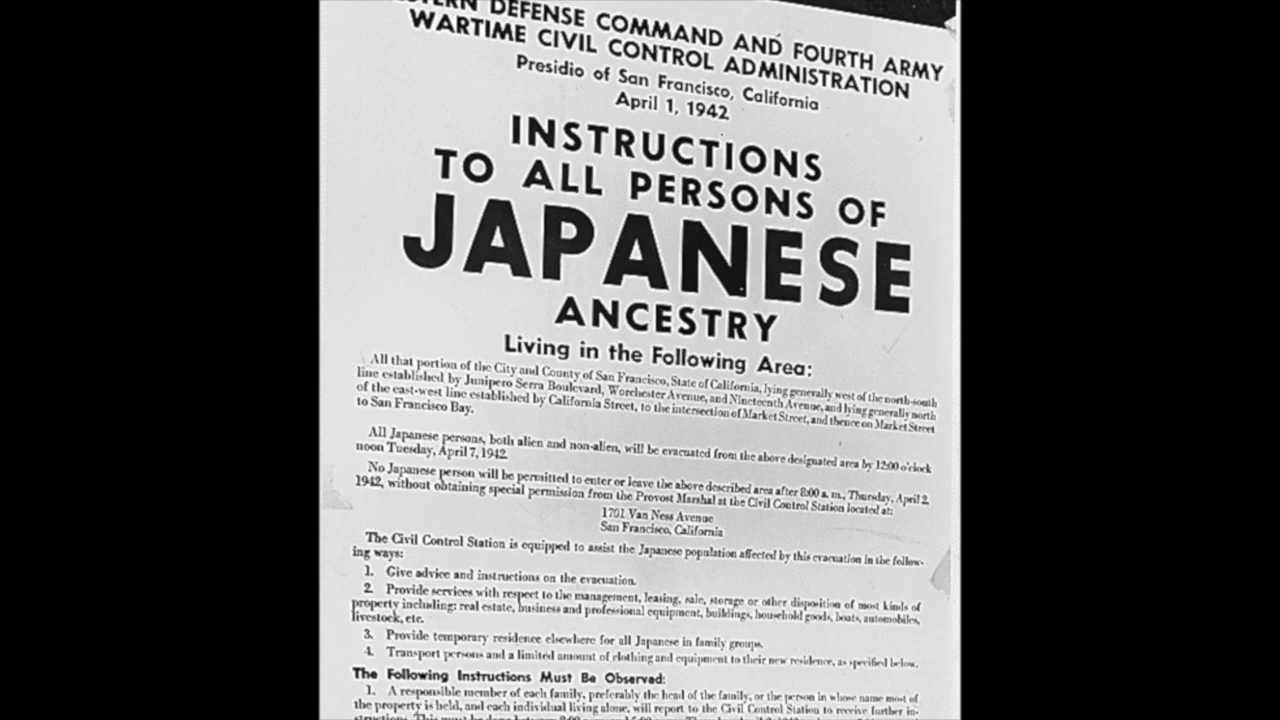 STERN DEFENSE COMMAND AND FOURTH ARMY
WARTIME CIVIL CONTROL ADMINISTRATION
Presidio of San Francisco, California
April 1, 1942
INSTRUCTIONS
TO ALL PERSONS OF
JAPANESE
ANCESTRY
Living in the Following Area:
All that portion of the City and County of San Francisco, State of California, lying generally west of the north-south
line established by Junipero Serra Boulevard, Worchester Avenue, and Nineteenth Avenue, and lying generally north
of the east-west line established by California Street, to the intersection of Market Street, and thence on Market Street
to San Francisco Bay.
All Japanese persons, both alien and non-alien, will be evacuated from the above designated area by 12:00 o'clock
noon Tuesday, April 7, 1942.
No Japanese person will be permitted to enter or leave the above described area after 8:00 a. m., Thursday, April 2,
1942, without obtaining special permission from the Provost Marshal at the Civil Control Station located at:
1701 Van Ness Avenue
San Francisco, California
The Civil Control Station is equipped to assist the Japanese population affected by this evacuation in the follow-
ing ways:
1. Give advice and instructions on the evacuation.
2. Provide services with respect to the management, leasing, sale, storage or other disposition of most kinds of
property including: real estate, business and professional equipment, buildings, household goods, boats, automobiles,
livestock, etc.
3. Provide temporary residence elsewhere for all Japanese in family groups.
4. Transport persons and a limited amount of clothing and equipment to their new residence, as specified below.
The Following Instructions Must Be Observed:
1. A responsible member of each family, preferably the head of the family, or the person in whose name most of
the property is held, and each individual living alone, will report to the Civil Control Station to receive further in-